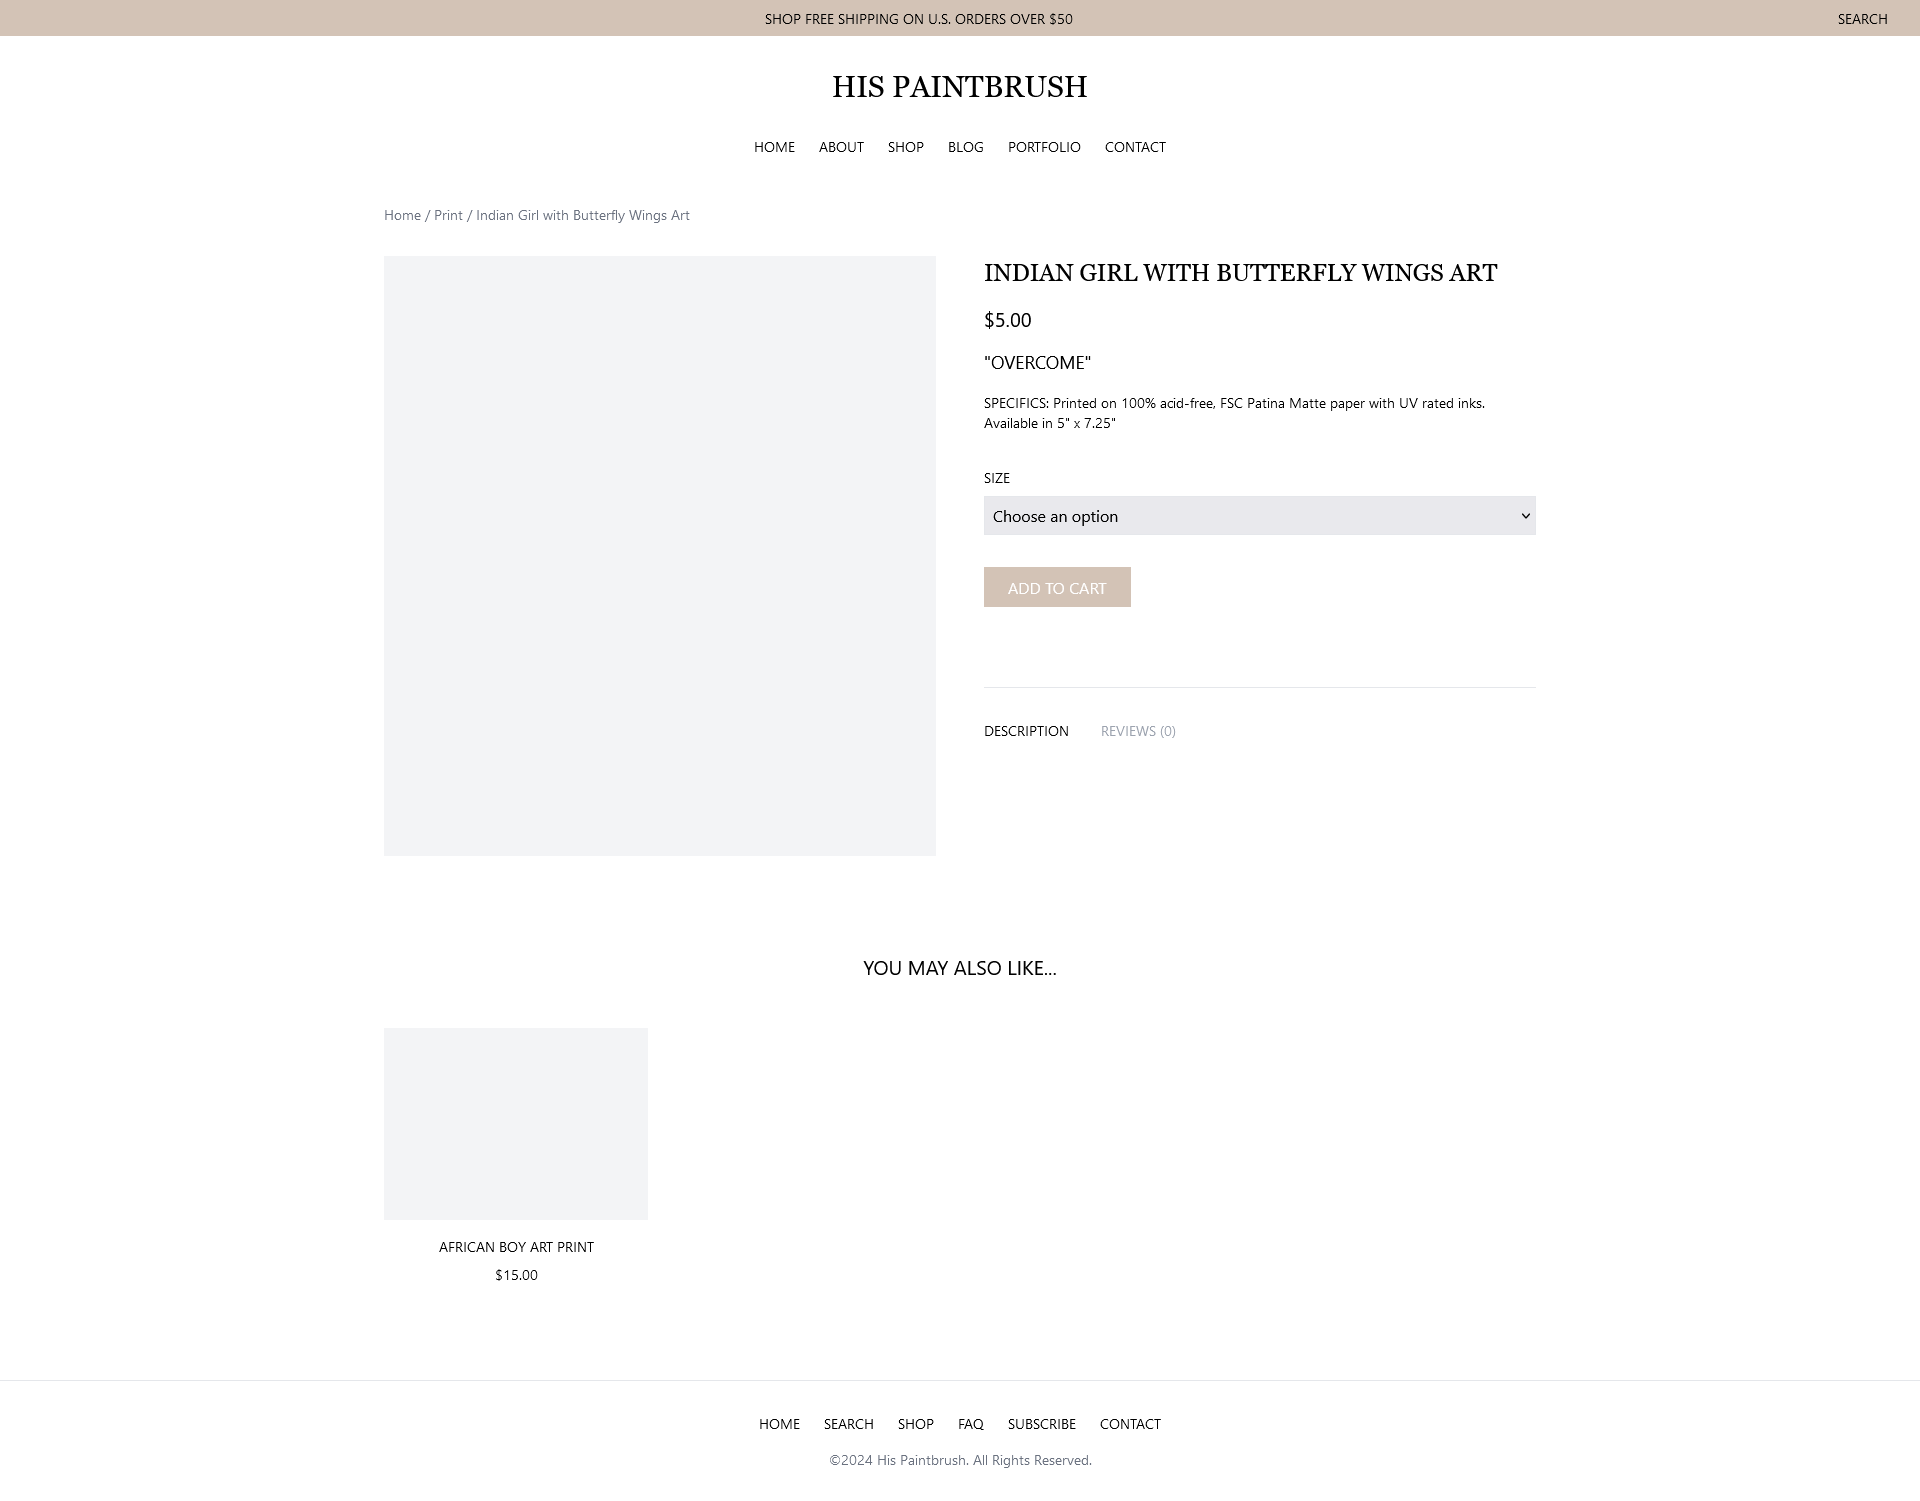 SHOP FREE SHIPPING ON U.S. ORDERS OVER $50
SEARCH
HIS PAINTBRUSH
HOME ABOUT SHOP BLOG PORTFOLIO CONTACT
Home / Print / Indian Girl with Butterfly Wings Art
INDIAN GIRL WITH BUTTERFLY WINGS ART
$5.00
"OVERCOME"
SPECIFICS: Printed on 100% acid-free, FSC Patina Matte paper with UV rated inks.
Available in 5" x 7.25"
SIZE
Choose an option
ADD TO CART
DESCRIPTION REVIEWS (0)
YOU MAY ALSO LIKE...
AFRICAN BOY ART PRINT
$15.00
HOME SEARCH SHOP FAQ SUBSCRIBE CONTACT
©2024 His Paintbrush. All Rights Reserved.